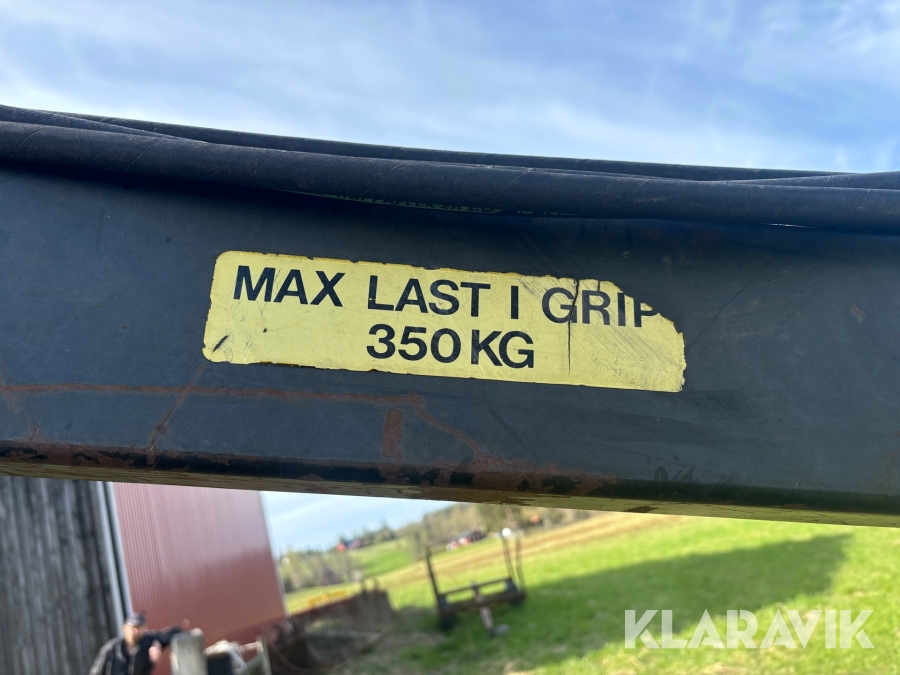 MAX LAST I GRIP
350 KG
KLARAVIK